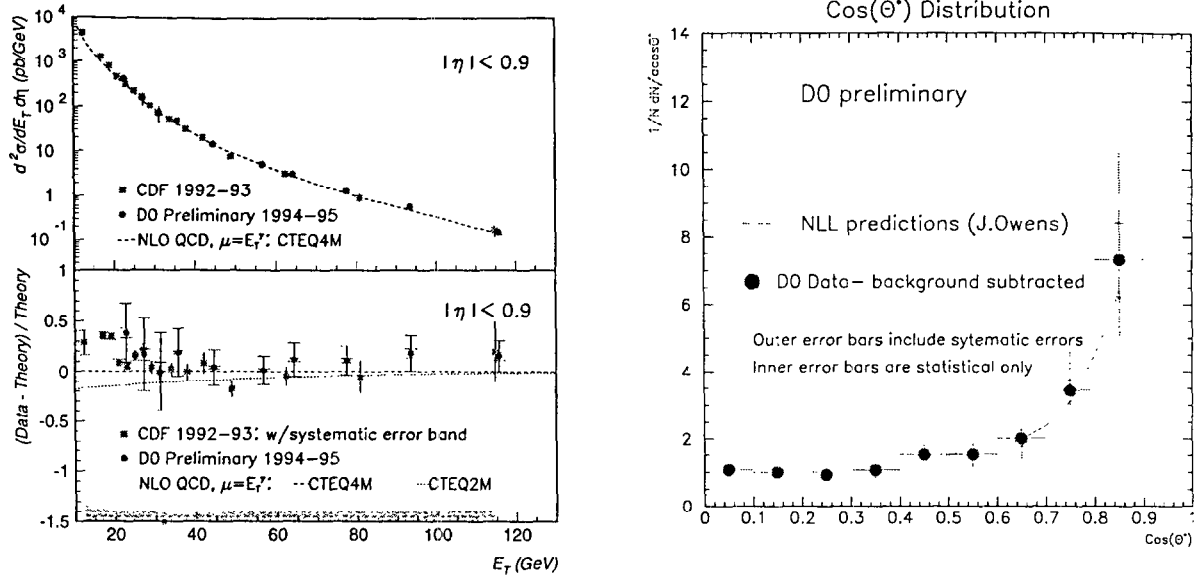 10^4
10^3
10^2
10
1
10^-1
d^2σ/dE_T dη (pb/GeV)
|η|< 0.9
CDF 1992-93
D0 Preliminary 1994-95
NLO QCD, μ=E_T^γ: CTEQ4M
1
0.5
0
-0.5
-1
-1.5
(Data - Theory) / Theory
|η|< 0.9
CDF 1992-93: w/systematic error band
D0 Preliminary 1994-95
NLO QCD, μ=E_T^γ: --CTEQ4M ······CTEQ2M
20 40 60 80 100 120
E_T (GeV)
Cos(Θ*) Distribution
14
12
10
8
6
4
2
0
1/N dN/dcosΘ*
D0 preliminary
NLL predictions (J.Owens)
D0 Data- background subtracted
Outer error bars include sytematic errors
Inner error bars are statistical only
0 0.1 0.2 0.3 0.4 0.5 0.6 0.7 0.8 0.9 1
Cos(Θ*)